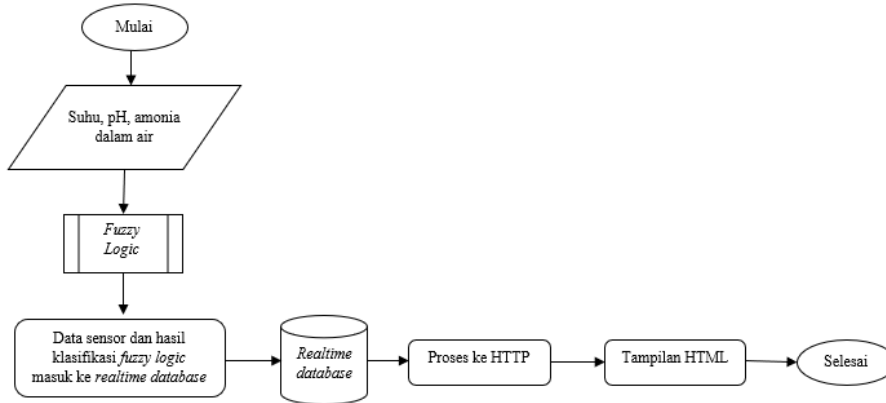 Mulai
Suhu, pH, amonia
dalam air
Fuzzy
Logic
Data sensor dan hasil
klasifikasi fuzzy logic
masuk ke realtime database
Realtime
database
Proses ke HTTP
Tampilan HTML
Selesai